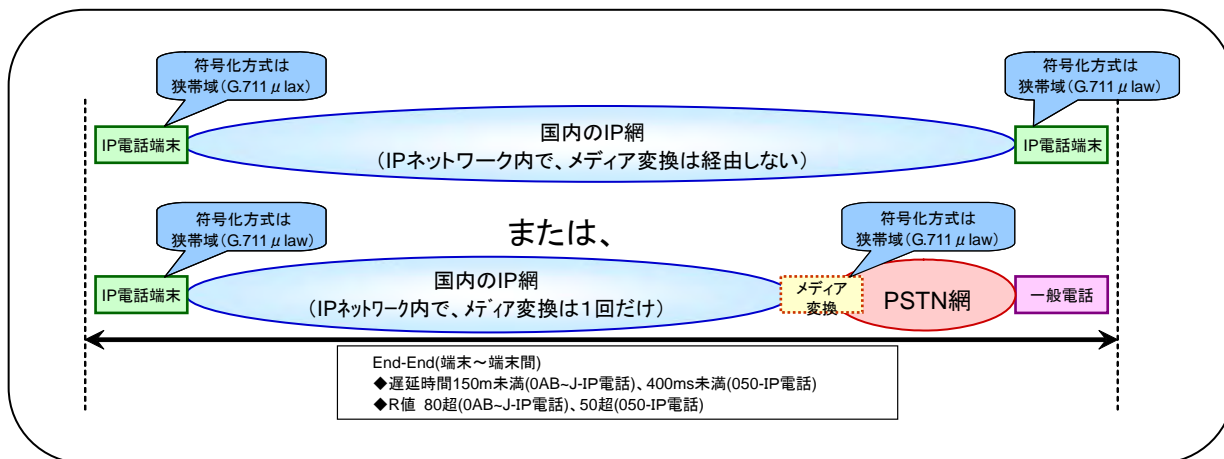 符号化方式は
狭帯域(G.711μlax)
符号化方式は
狭帯域(G.711μlaw)
IP電話端末
国内のIP網
(IPネットワーク内で、メディア変換は経由しない)
IP電話端末
または、
符号化方式は
狭帯域(G.711μlaw)
符号化方式は
狭帯域(G.711μlaw)
IP電話端末
国内のIP網
(IPネットワーク内で、メディア変換は1回だけ)
メディア
変換
PSTN網
一般電話
End-End(端末~端末間)
◆遅延時間150m未満(0AB~J-IP電話)、400ms未満(050-IP電話)
◆R値 80超(0AB~J-IP電話)、50超(050-IP電話)